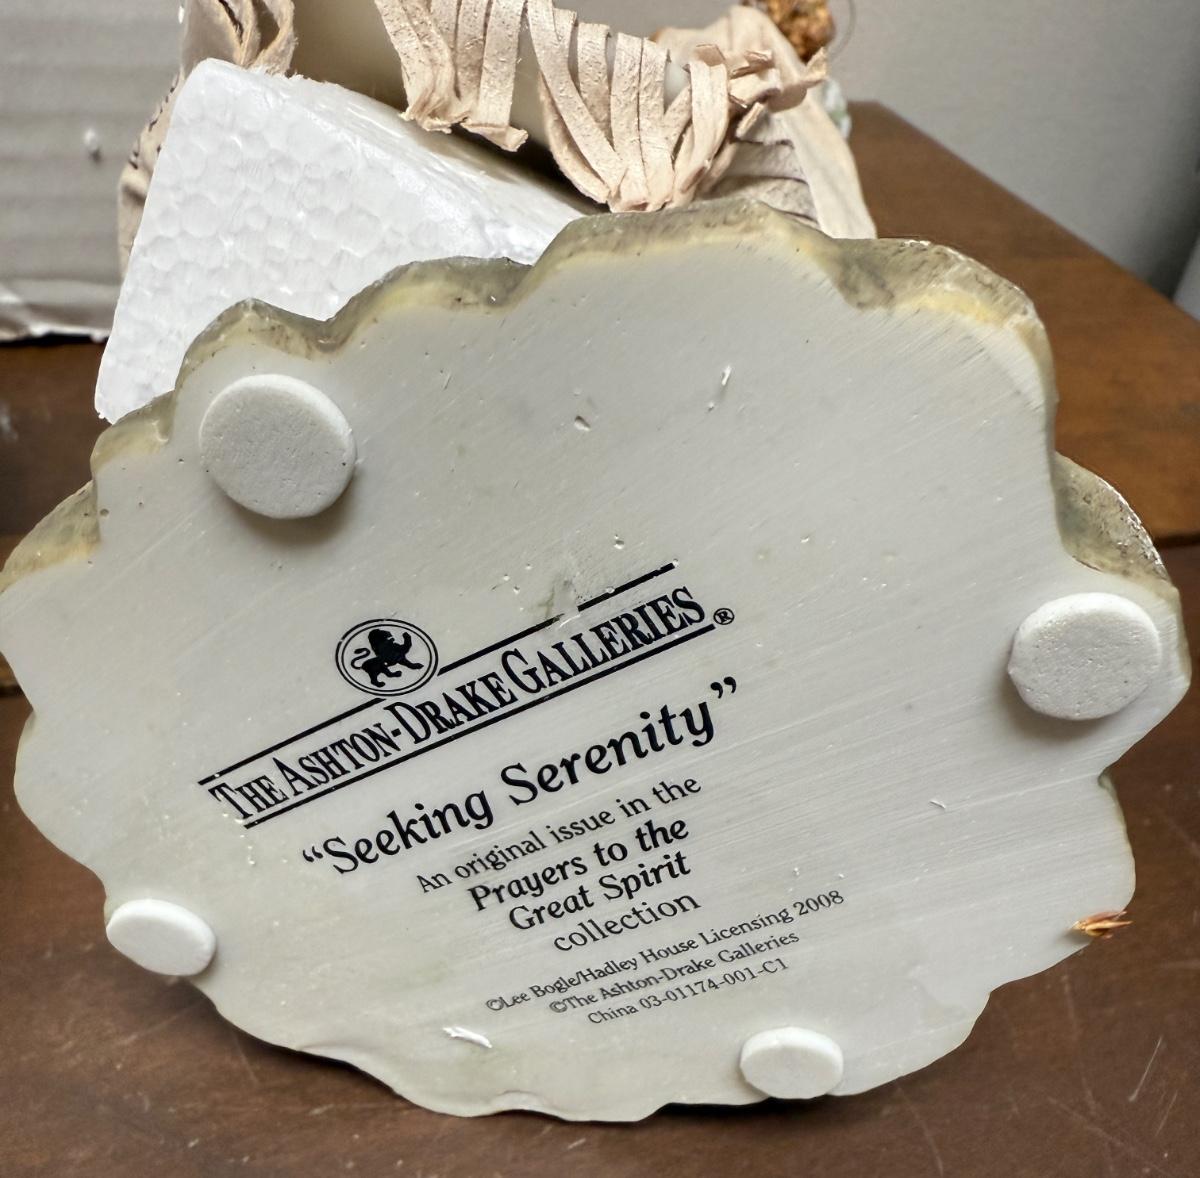 THE ASHTON-DRAKE GALLERIES®
“Seeking Serenity”
An original issue in the
Prayers to the
Great Spirit
collection
©Lee Bogle/Hadley House Licensing 2008
©The Ashton-Drake Galleries
China 03-01174-001-C1